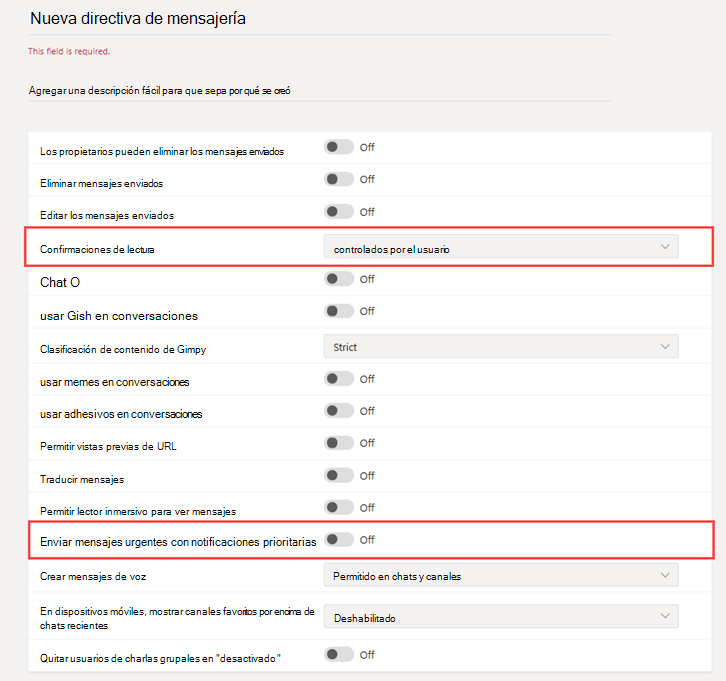 Nueva directiva de mensajería
This field is required.
Agregar una descripción fácil para que sepa por qué se creó
Los propietarios pueden eliminar los mensajes enviados Off
Eliminar mensajes enviados Off
Editar los mensajes enviados Off
Confirmaciones de lectura controlados por el usuario
Chat O Off
usar Gish en conversaciones Off
Clasificación de contenido de Gimpy Strict
usar memes en conversaciones Off
usar adhesivos en conversaciones Off
Permitir vistas previas de URL Off
Traducir mensajes Off
Permitir lector inmersivo para ver mensajes Off
Enviar mensajes urgentes con notificaciones prioritarias Off
Crear mensajes de voz Permitido en chats y canales
En dispositivos móviles, mostrar canales favoritos por encima de
chats recientes Deshabilitado
Quitar usuarios de charlas grupales en "desactivado" Off